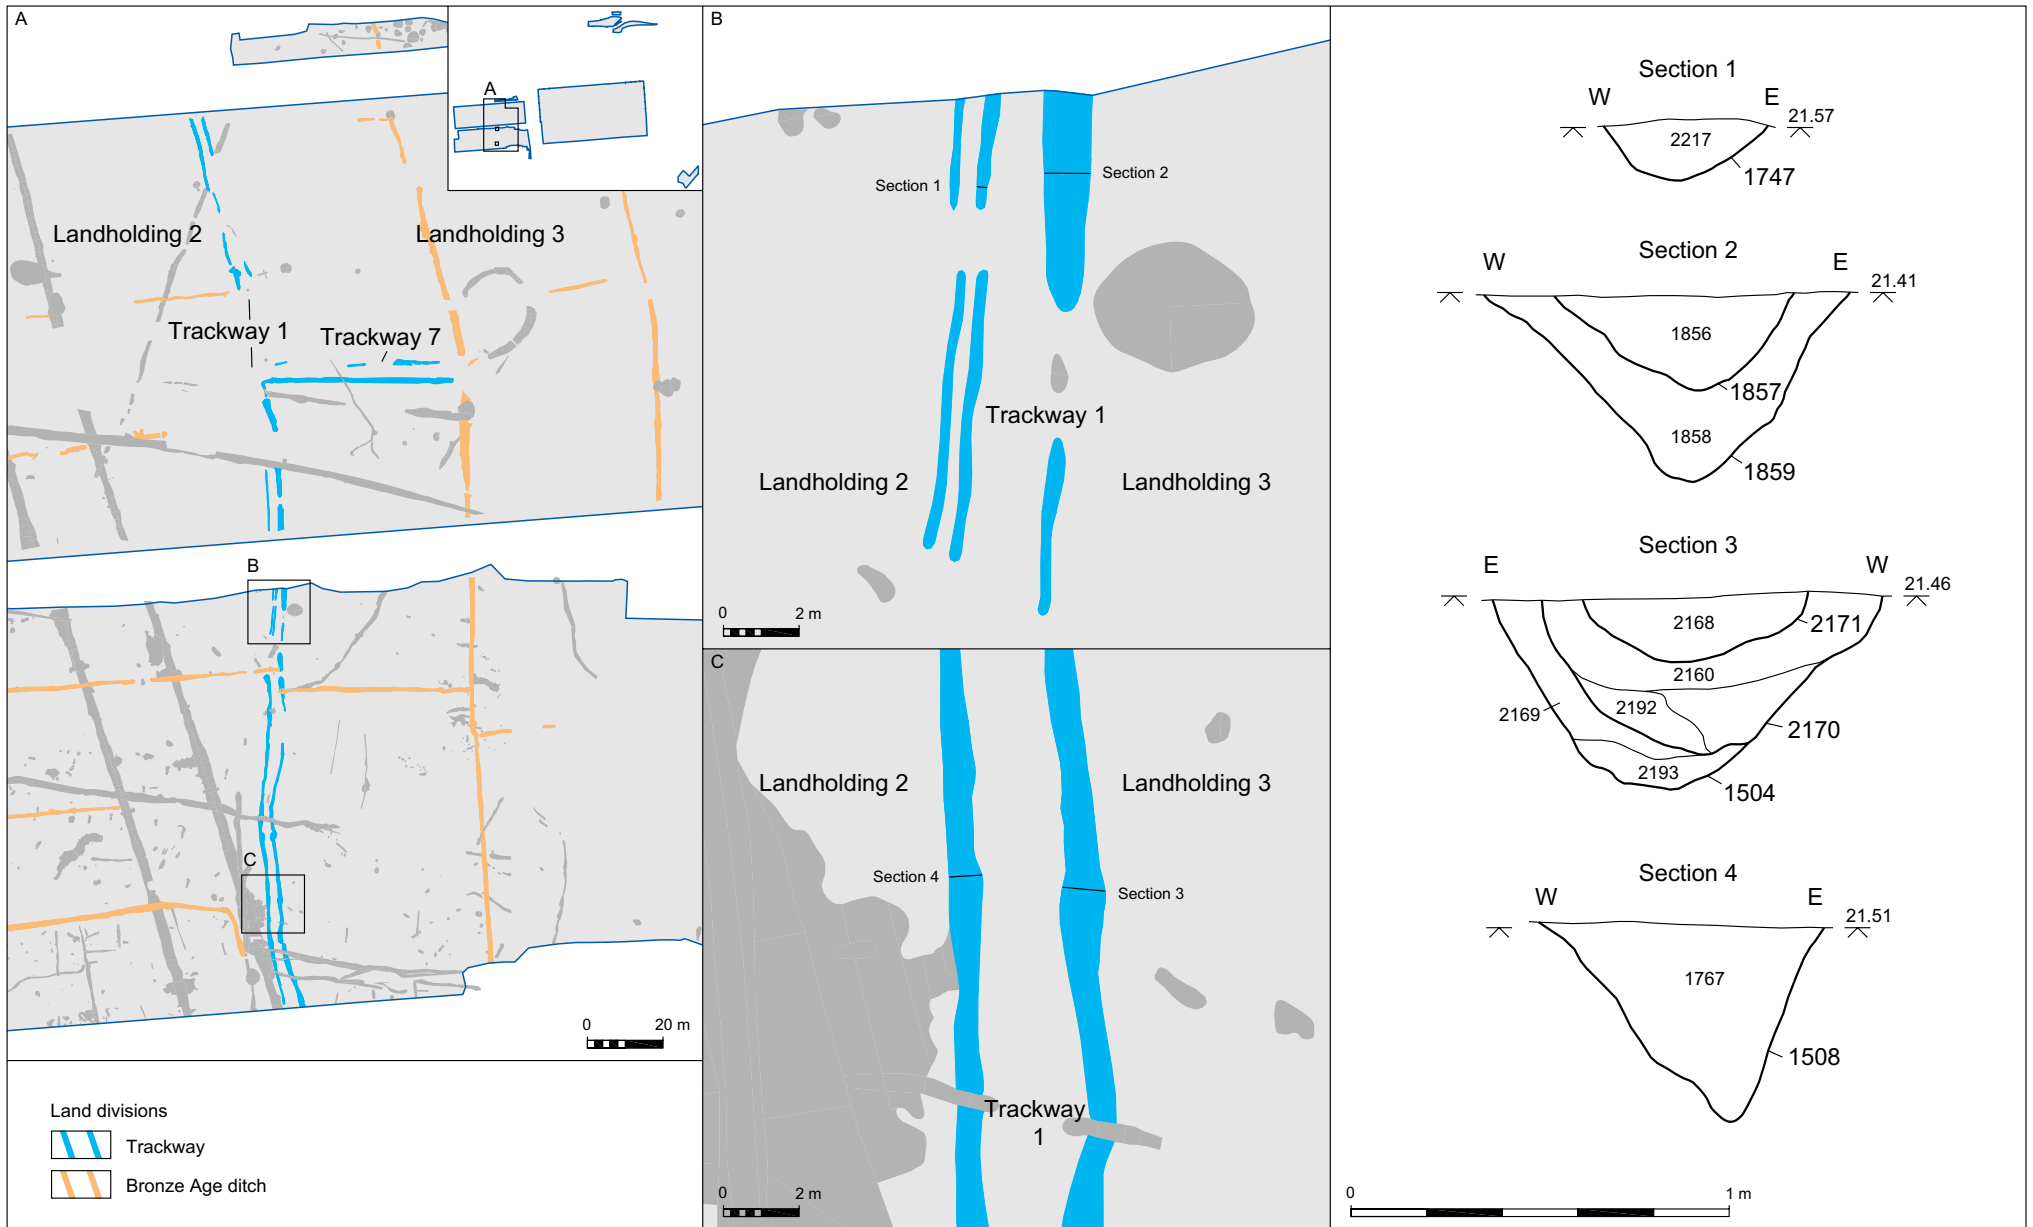 A
A
Landholding 2
Landholding 3
Trackway 1
Trackway 7
B
C
0
20 m
Land divisions
Trackway
Bronze Age ditch
B
Section 1
Section 2
Trackway 1
Landholding 2
Landholding 3
0
2 m
C
Landholding 2
Landholding 3
Section 4
Section 3
Trackway
1
0
2 m
Section 1
W
E
21.57
2217
1747
Section 2
W
E
21.41
1856
1857
1858
1859
Section 3
E
W
21.46
2168
2171
2160
2192
2169
2170
2193
1504
Section 4
W
E
21.51
1767
1508
0
1 m